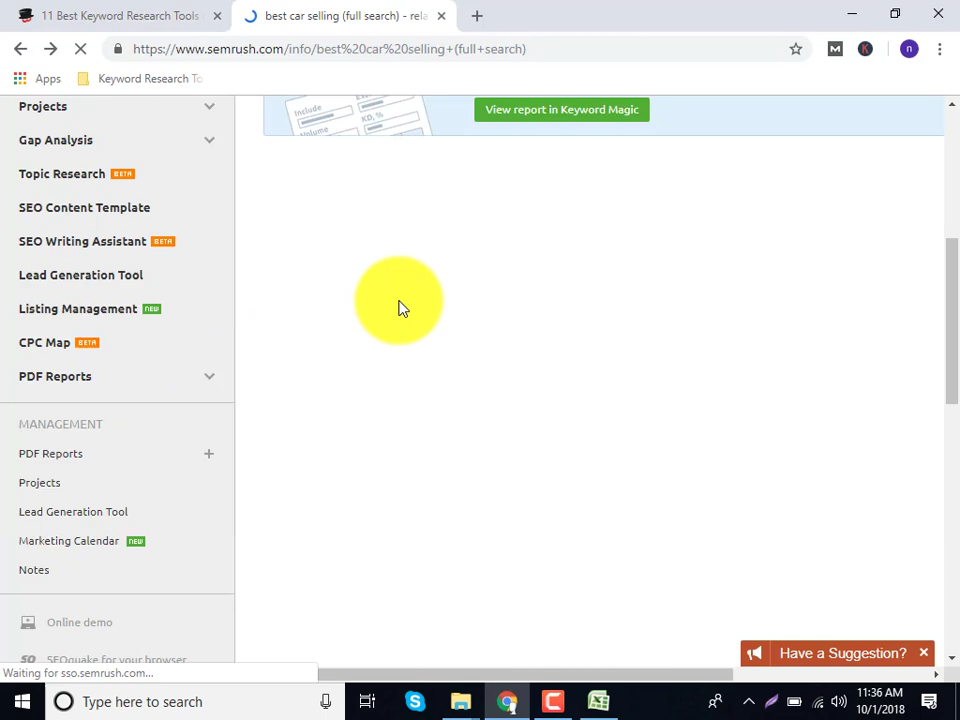 11 Best Keyword Research Tools
best car selling (full search) - rela
https://www.semrush.com/info/best%20car%20selling+(full+search)
M
K
n
Apps
Keyword Research To
Projects
Gap Analysis
Topic Research BETA
SEO Content Template
SEO Writing Assistant BETA
Lead Generation Tool
Listing Management NEW
CPC Map BETA
PDF Reports
MANAGEMENT
PDF Reports +
Projects
Lead Generation Tool
Marketing Calendar NEW
Notes
Online demo
SO SEOquake for your browser
Include
Volume
KD, %
View report in Keyword Magic
Have a Suggestion?
Waiting for sso.semrush.com...
Type here to search
11:36 AM
10/1/2018